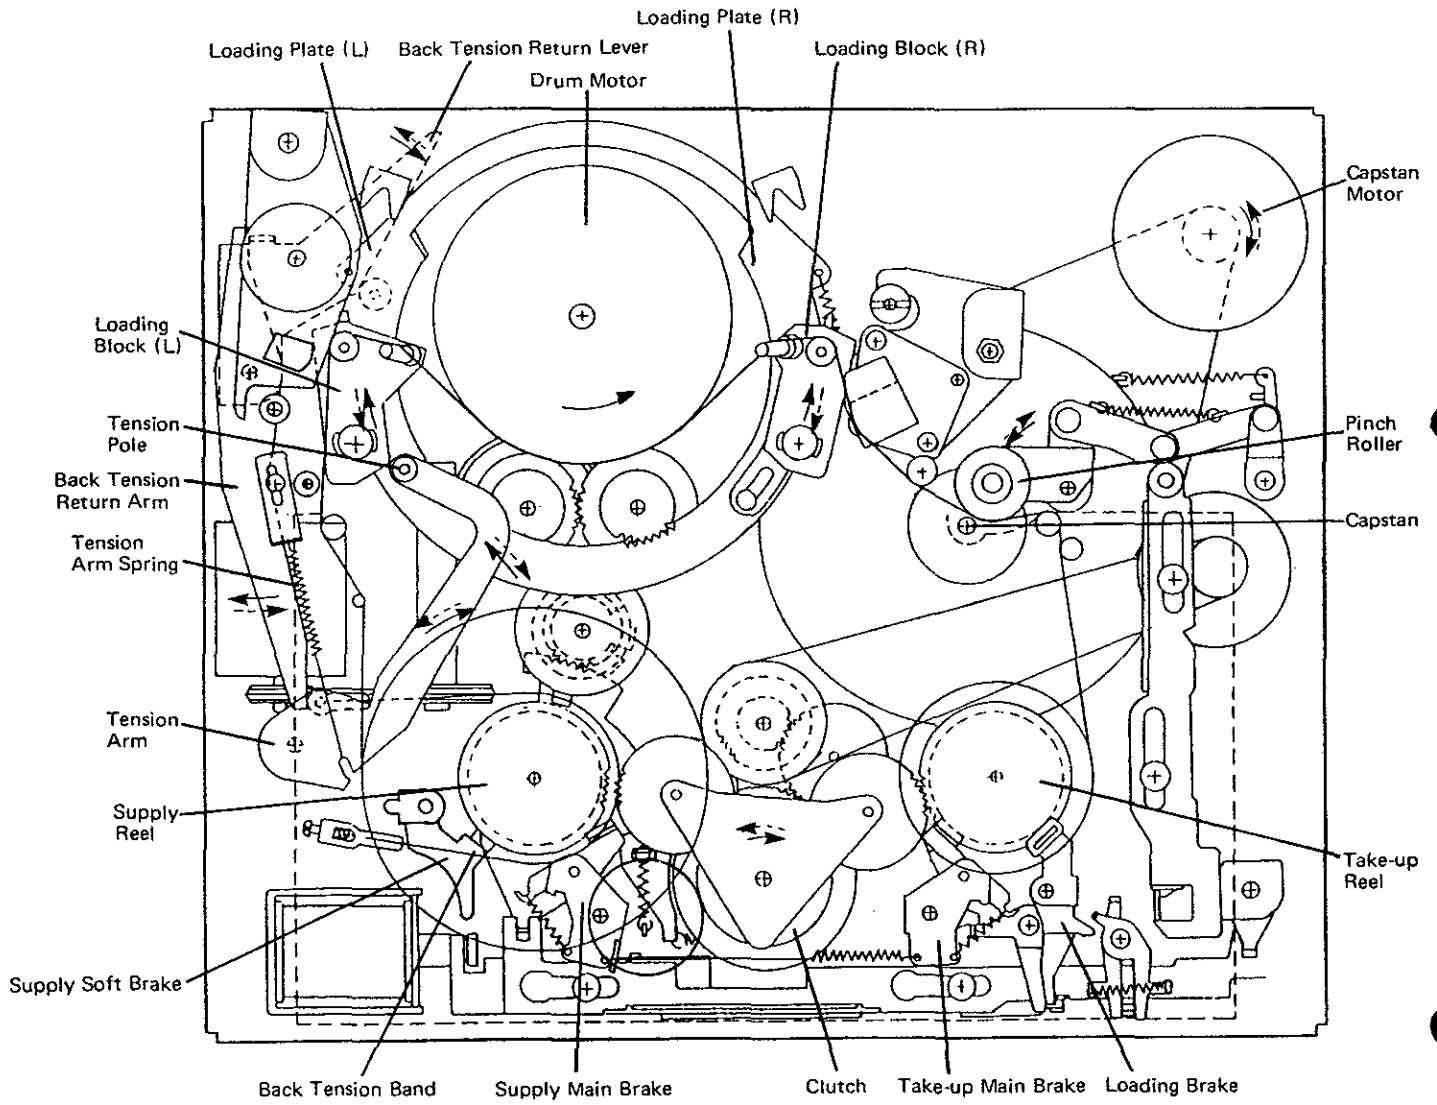 Loading Plate (R)
Loading Plate (L)
Back Tension Return Lever
Loading Block (R)
Drum Motor
Capstan
Motor
Loading
Block (L)
Tension
Pole
Pinch
Roller
Back Tension
Return Arm
Capstan
Tension
Arm Spring
Tension
Arm
Supply
Reel
Take-up
Reel
Supply Soft Brake
Back Tension Band
Supply Main Brake
Clutch
Take-up Main Brake
Loading Brake